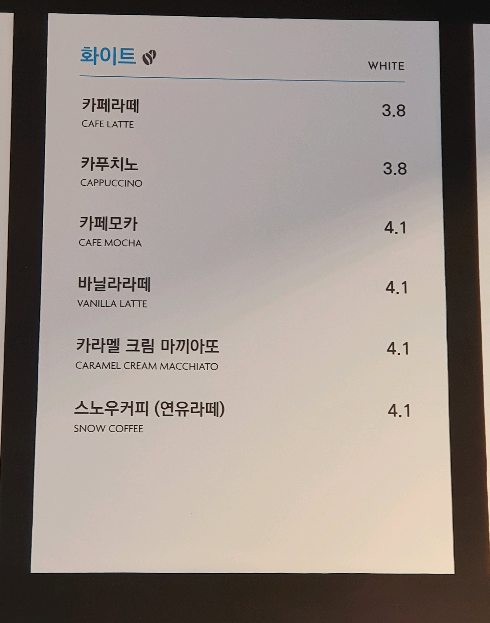 화이트 WHITE
카페라떼 3.8
CAFE LATTE
카푸치노 3.8
CAPPUCCINO
카페모카 4.1
CAFE MOCHA
바닐라라떼 4.1
VANILLA LATTE
카라멜 크림 마끼아또 4.1
CARAMEL CREAM MACCHIATO
스노우커피 (연유라떼) 4.1
SNOW COFFEE